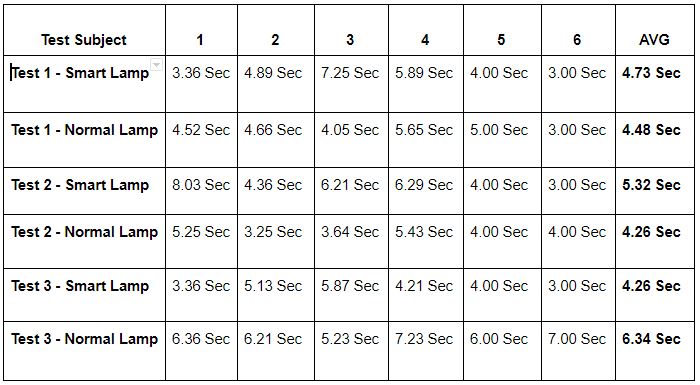 Test Subject 1 2 3 4 5 6 AVG
Test 1 - Smart Lamp 3.36 Sec 4.89 Sec 7.25 Sec 5.89 Sec 4.00 Sec 3.00 Sec 4.73 Sec
Test 1 - Normal Lamp 4.52 Sec 4.66 Sec 4.05 Sec 5.65 Sec 5.00 Sec 3.00 Sec 4.48 Sec
Test 2 - Smart Lamp 8.03 Sec 4.36 Sec 6.21 Sec 6.29 Sec 4.00 Sec 3.00 Sec 5.32 Sec
Test 2 - Normal Lamp 5.25 Sec 3.25 Sec 3.64 Sec 5.43 Sec 4.00 Sec 4.00 Sec 4.26 Sec
Test 3 - Smart Lamp 3.36 Sec 5.13 Sec 5.87 Sec 4.21 Sec 4.00 Sec 3.00 Sec 4.26 Sec
Test 3 - Normal Lamp 6.36 Sec 6.21 Sec 5.23 Sec 7.23 Sec 6.00 Sec 7.00 Sec 6.34 Sec